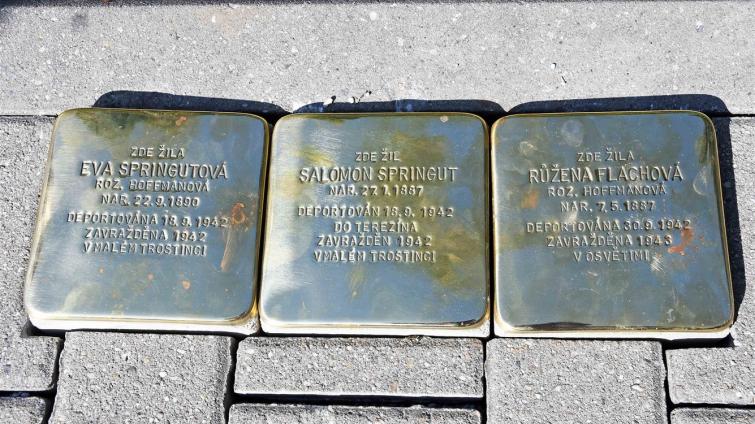 ZDE ŽILA
EVA SPRINGUTOVÁ
ROZ. HOFFMANOVÁ
NAR. 22.9.1890
DEPORTOVÁNA 18.9.1942
ZAVRAŽDĚNA 1942
V MALÉM TROSTINCI
ZDE ŽIL
SALOMON SPRINGUT
NAR. 27.1.1887
DEPORTOVÁN 18.9.1942
DO TEREZÍNA
ZAVRAŽDĚN 1942
V MALÉM TROSTINCI
ZDE ŽILA
RŮŽENA FLACHOVÁ
ROZ. HOFFMANOVÁ
NAR. 7.5.1887
DEPORTOVÁNA 30.9.1942
ZAVRAŽDĚNA 1943
V OSVĚTIMI